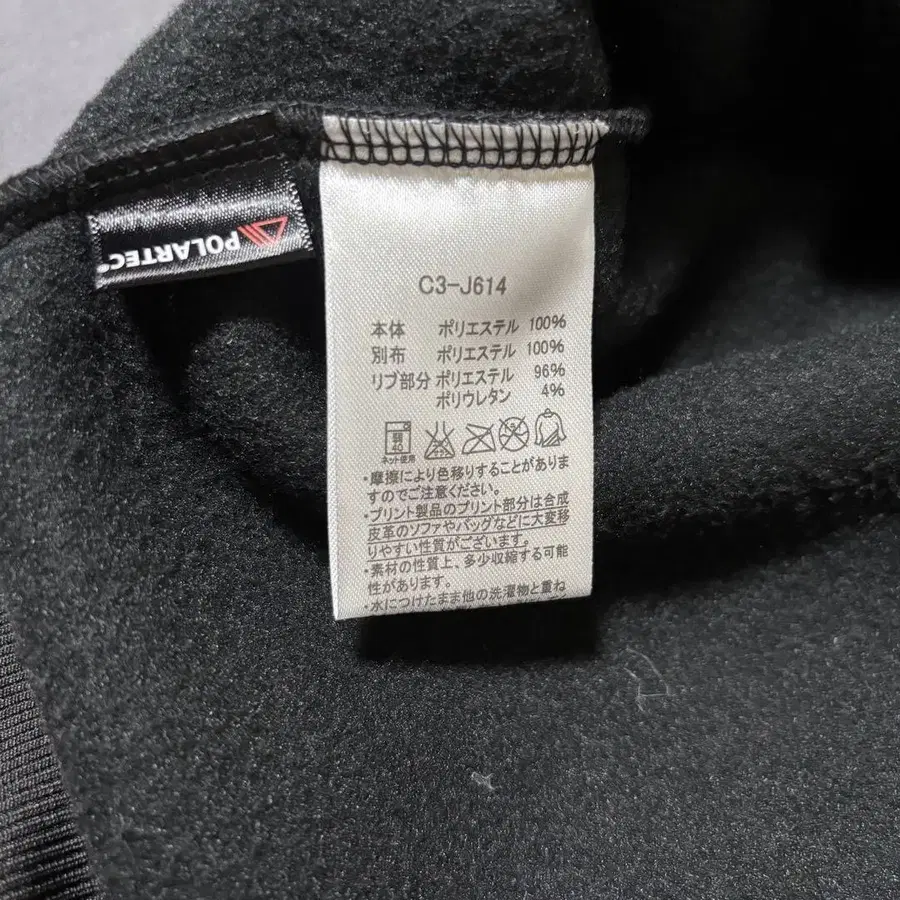 POLARTEC®
C3-J614
本体 ポリエステル 100%
別布 ポリエステル 100%
リブ部分 ポリエステル 96%
ポリウレタン 4%
弱
40
ネット使用
・摩擦により色移りすることがありま
すのでご注意ください。
・プリント製品のプリント部分は合成
皮革のソファやバッグなどに大変移
りやすい性質がございます。
・素材の性質上、多少収縮する可能
性があります。
・水につけたまま他の洗濯物と重ね